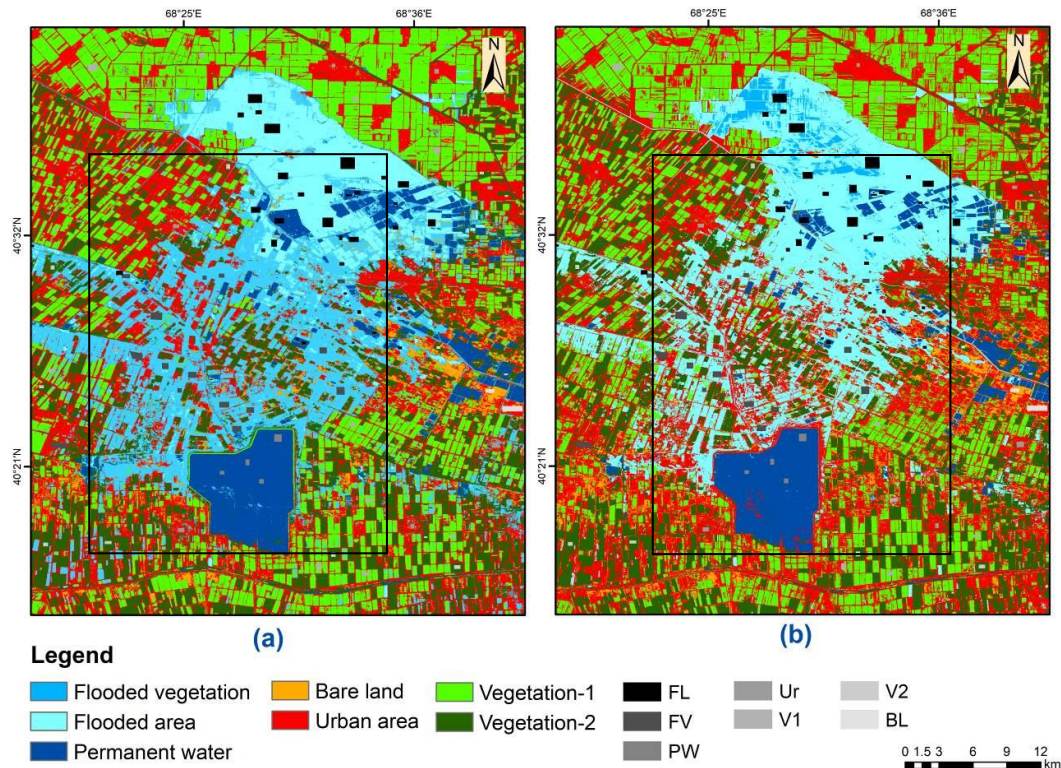 68°25'E 68°36'E 68°25'E 68°36'E
N N
40°32'N 40°32'N
40°21'N 40°21'N
(a) (b)
Legend
Flooded vegetation Bare land Vegetation-1 FL Ur V2
Flooded area Urban area Vegetation-2 FV V1 BL
Permanent water PW
0 1.5 3 6 9 12
km